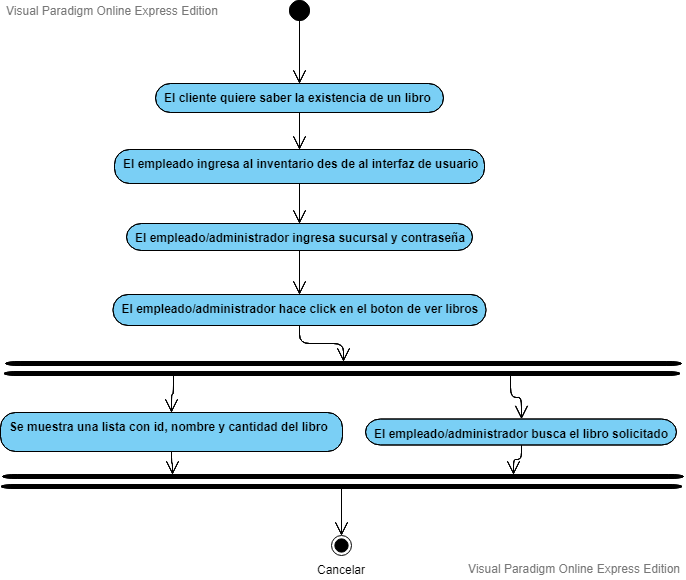 Visual Paradigm Online Express Edition
El cliente quiere saber la existencia de un libro
El empleado ingresa al inventario des de al interfaz de usuario
El empleado/administrador ingresa sucursal y contraseña
El empleado/administrador hace click en el boton de ver libros
Se muestra una lista con id, nombre y cantidad del libro
El empleado/administrador busca el libro solicitado
Cancelar
Visual Paradigm Online Express Edition